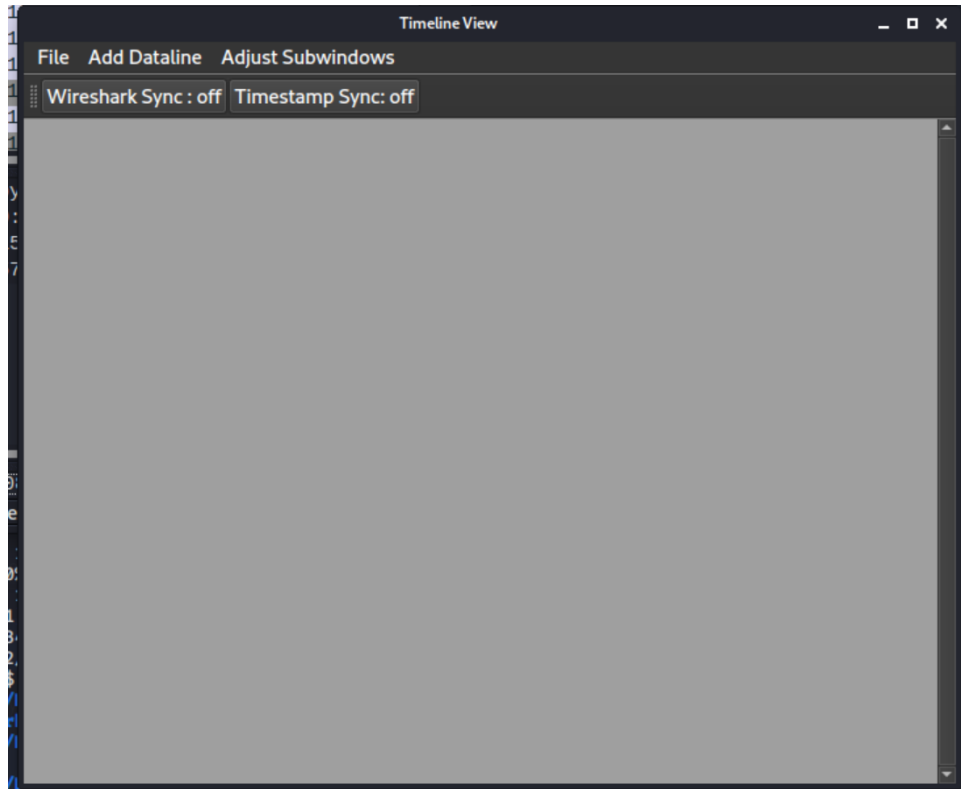 Timeline View
File Add Dataline Adjust Subwindows
Wireshark Sync : off Timestamp Sync: off